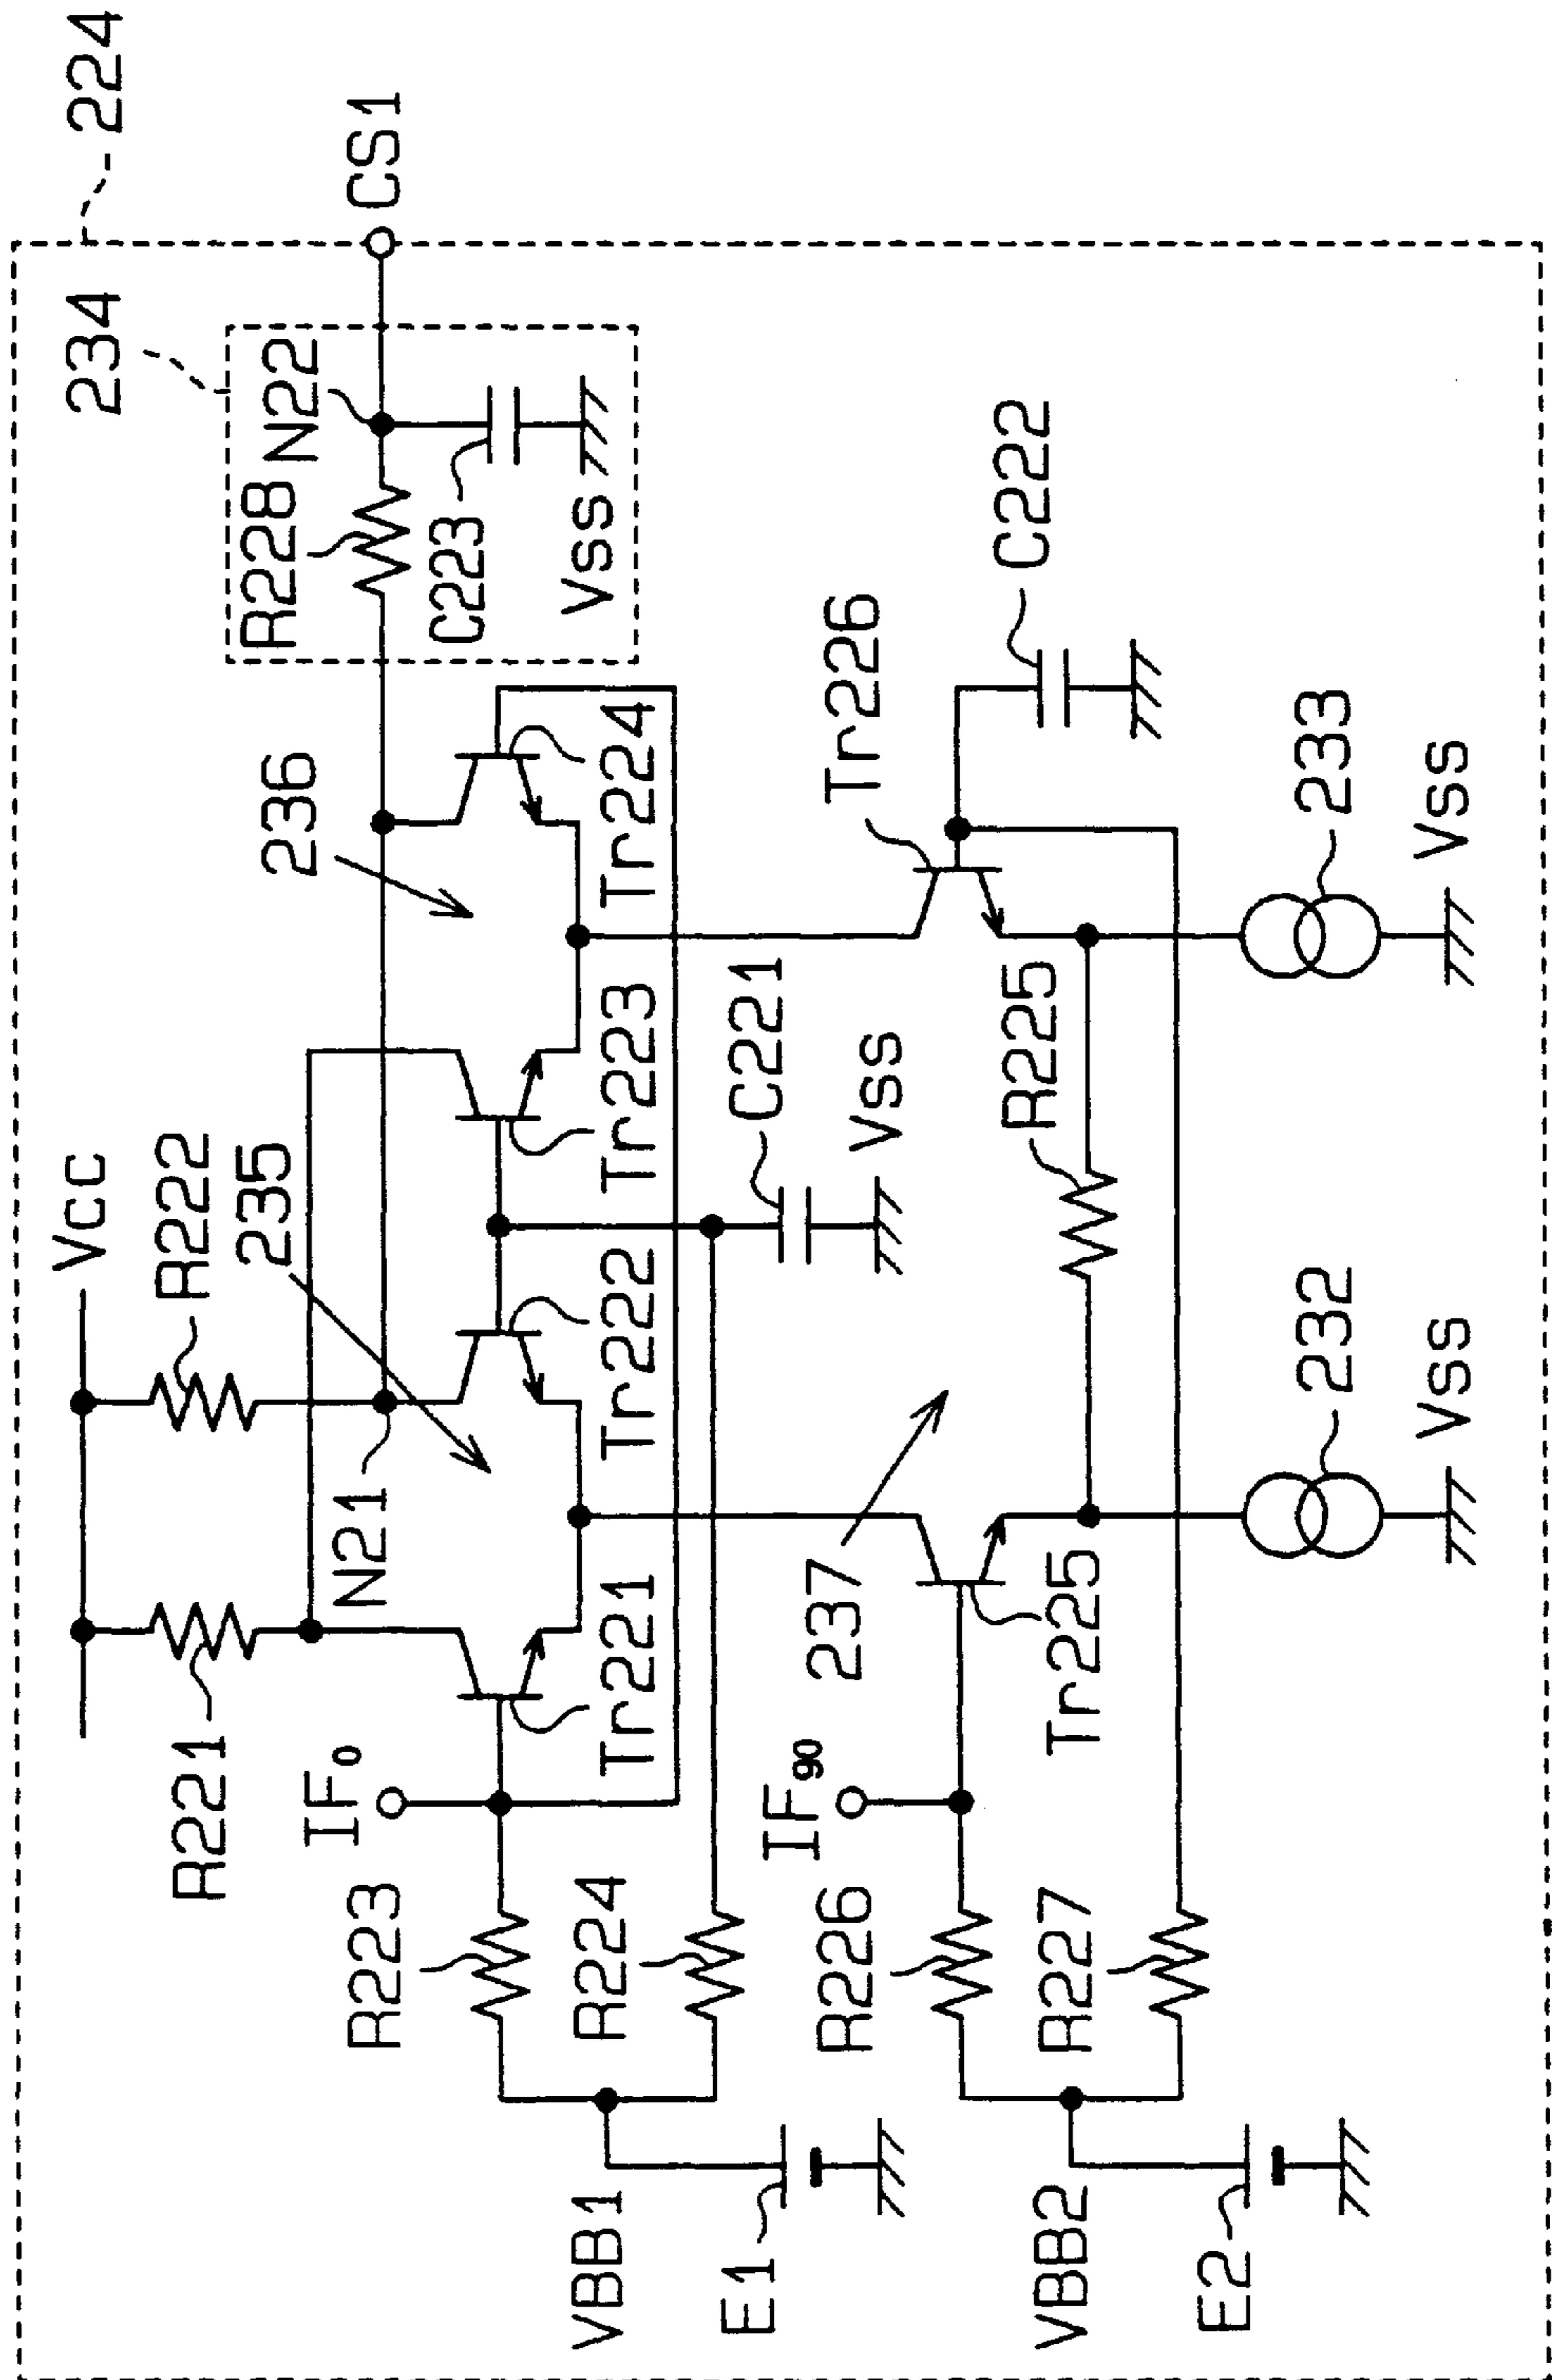 224
234
CS1
Vcc
R222
235
236
R228
N22
C223
Vss
R221
N21
IF0
Tr221
Tr222
Tr223
Tr224
R223
R224
C221
Vss
Tr226
C222
VBB1
E1
IF90
237
Tr225
R225
R226
R227
232
Vss
233
Vss
VBB2
E2